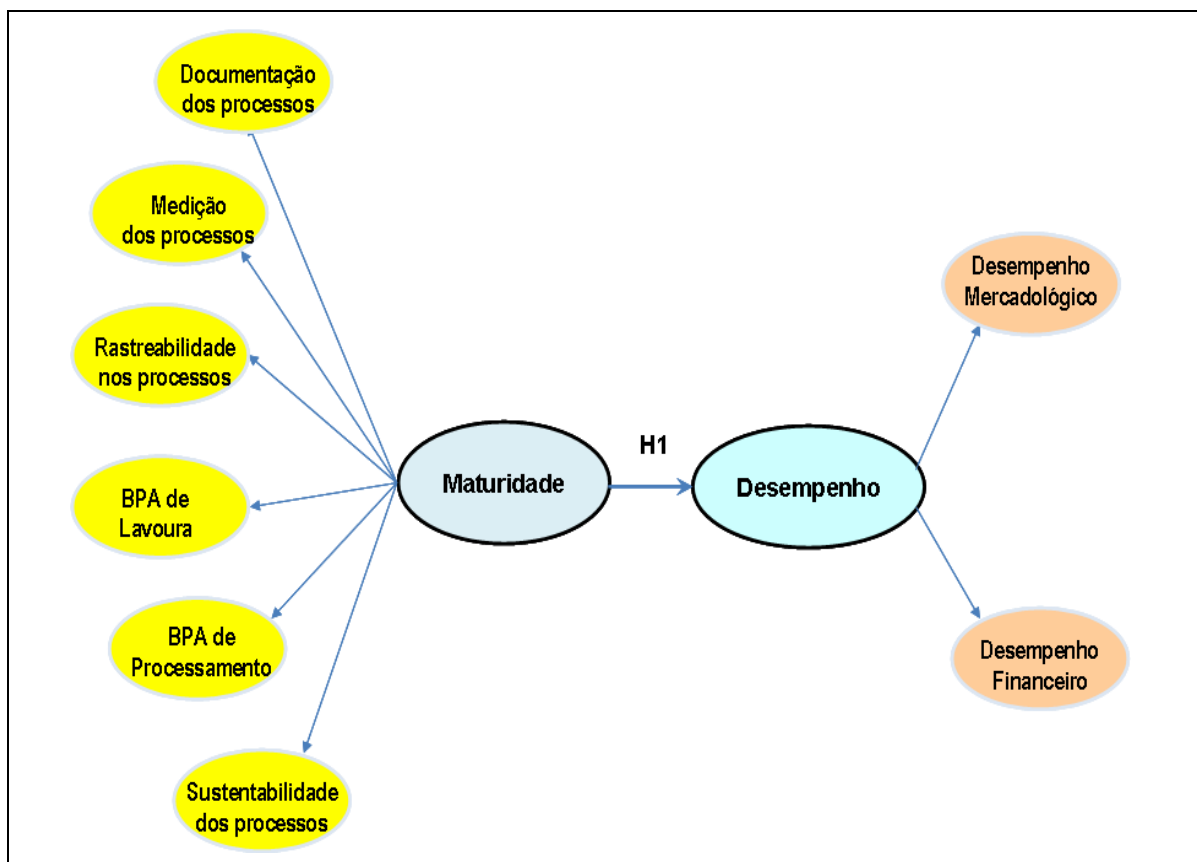 Documentação
dos processos
Medição
dos processos
Rastreabilidade
nos processos
BPA de
Lavoura
BPA de
Processamento
Sustentabilidade
dos processos
Maturidade
H1
Desempenho
Desempenho
Mercadológico
Desempenho
Financeiro